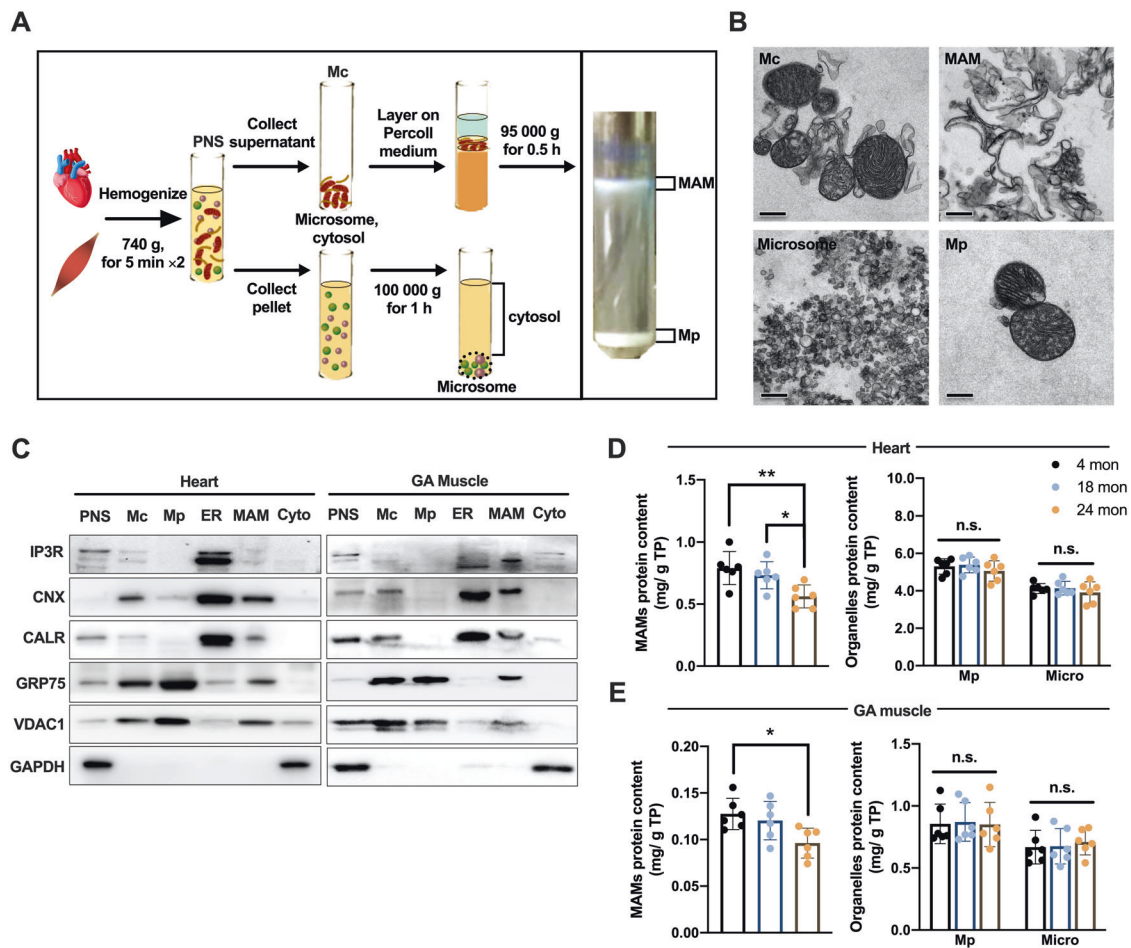 A
PNS
Hemogenize
740 g,
for 5 min ×2
Collect
supernatant
Collect
pellet
Mc
Microsome,
cytosol
Layer on
Percoll
medium
100 000 g
for 1 h
95 000 g
for 0.5 h
cytosol
Microsome
MAM
Mp
B
Mc
MAM
Microsome
Mp
C
Heart
GA Muscle
PNS Mc Mp ER MAM Cyto
PNS Mc Mp ER MAM Cyto
IP3R
CNX
CALR
GRP75
VDAC1
GAPDH
D
Heart
MAMs protein content
(mg/ g TP)
1.5
1.0
0.5
0.0
**
*
Organelles protein content
(mg/ g TP)
10.0
8.0
6.0
4.0
2.0
0.0
n.s.
n.s.
Mp
Micro
4 mon
18 mon
24 mon
E
GA muscle
MAMs protein content
(mg/ g TP)
0.20
0.15
0.10
0.05
0.00
*
Organelles protein content
(mg/ g TP)
1.5
1.0
0.5
0.0
n.s.
n.s.
Mp
Micro